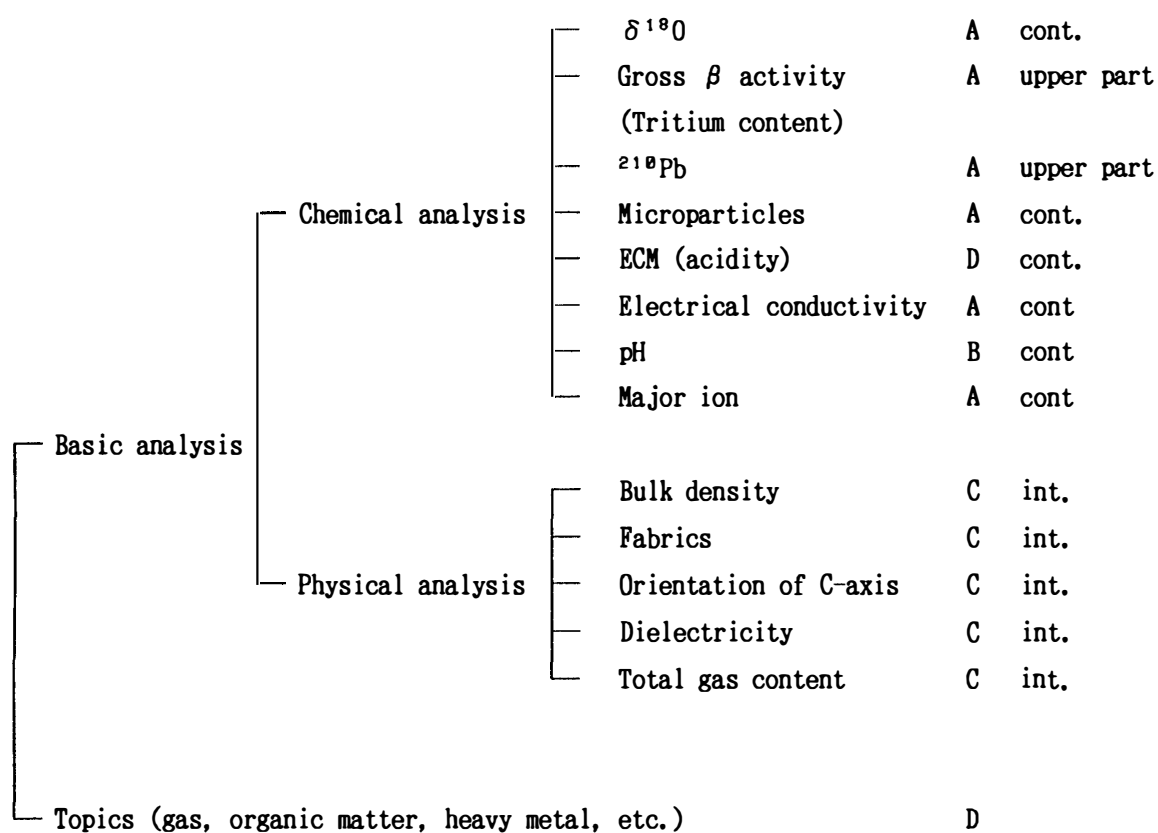 δ¹⁸O A cont.
Gross β activity A upper part
(Tritium content)
²¹⁰Pb A upper part
Chemical analysis Microparticles A cont.
ECM (acidity) D cont.
Electrical conductivity A cont
pH B cont
Major ion A cont
Basic analysis
Bulk density C int.
Fabrics C int.
Physical analysis Orientation of C-axis C int.
Dielectricity C int.
Total gas content C int.
Topics (gas, organic matter, heavy metal, etc.) D